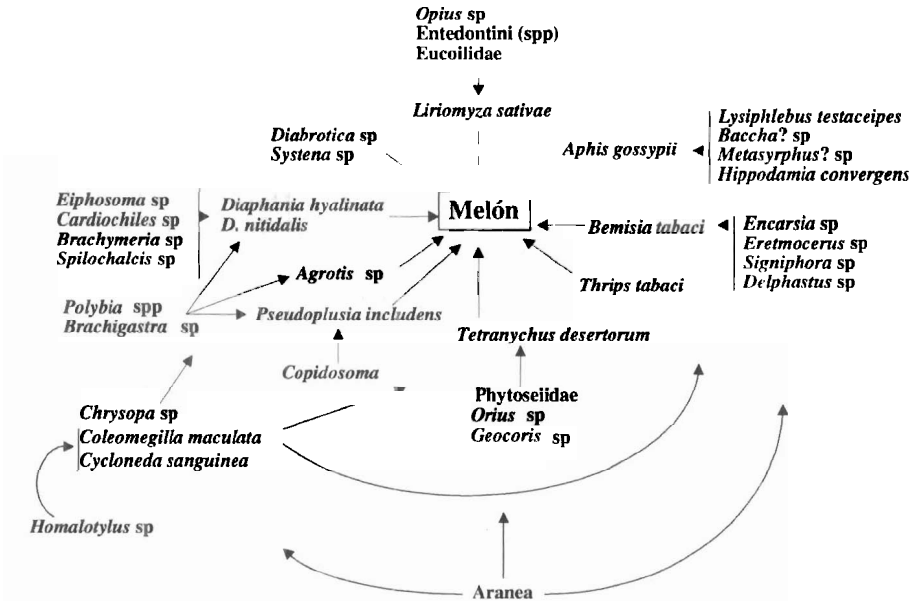 Opius sp
Entedontini (spp)
Eucoilidae
Liriomyza sativae
Diabrotica sp
Systena sp
Aphis gossypii
Lysiphlebus testaceipes
Baccha? sp
Metasyrphus? sp
Hippodamia convergens
Eiphosoma sp
Cardiochiles sp
Brachymeria sp
Spilochalcis sp
Diaphania hyalinata
D. nitidalis
Melón
Bemisia tabaci
Encarsia sp
Eretmocerus sp
Signiphora sp
Delphastus sp
Agrotis sp
Thrips tabaci
Polybia spp
Brachigastra sp
Pseudoplusia includens
Tetranychus desertorum
Copidosoma
Phytoseiidae
Orius sp
Geocoris sp
Chrysopa sp
Coleomegilla maculata
Cycloneda sanguinea
Homalotylus sp
Aranea